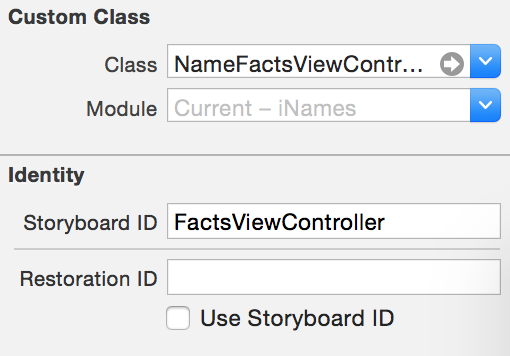 Custom Class
Class NameFactsViewContr...
Module Current – iNames
Identity
Storyboard ID FactsViewController
Restoration ID
Use Storyboard ID